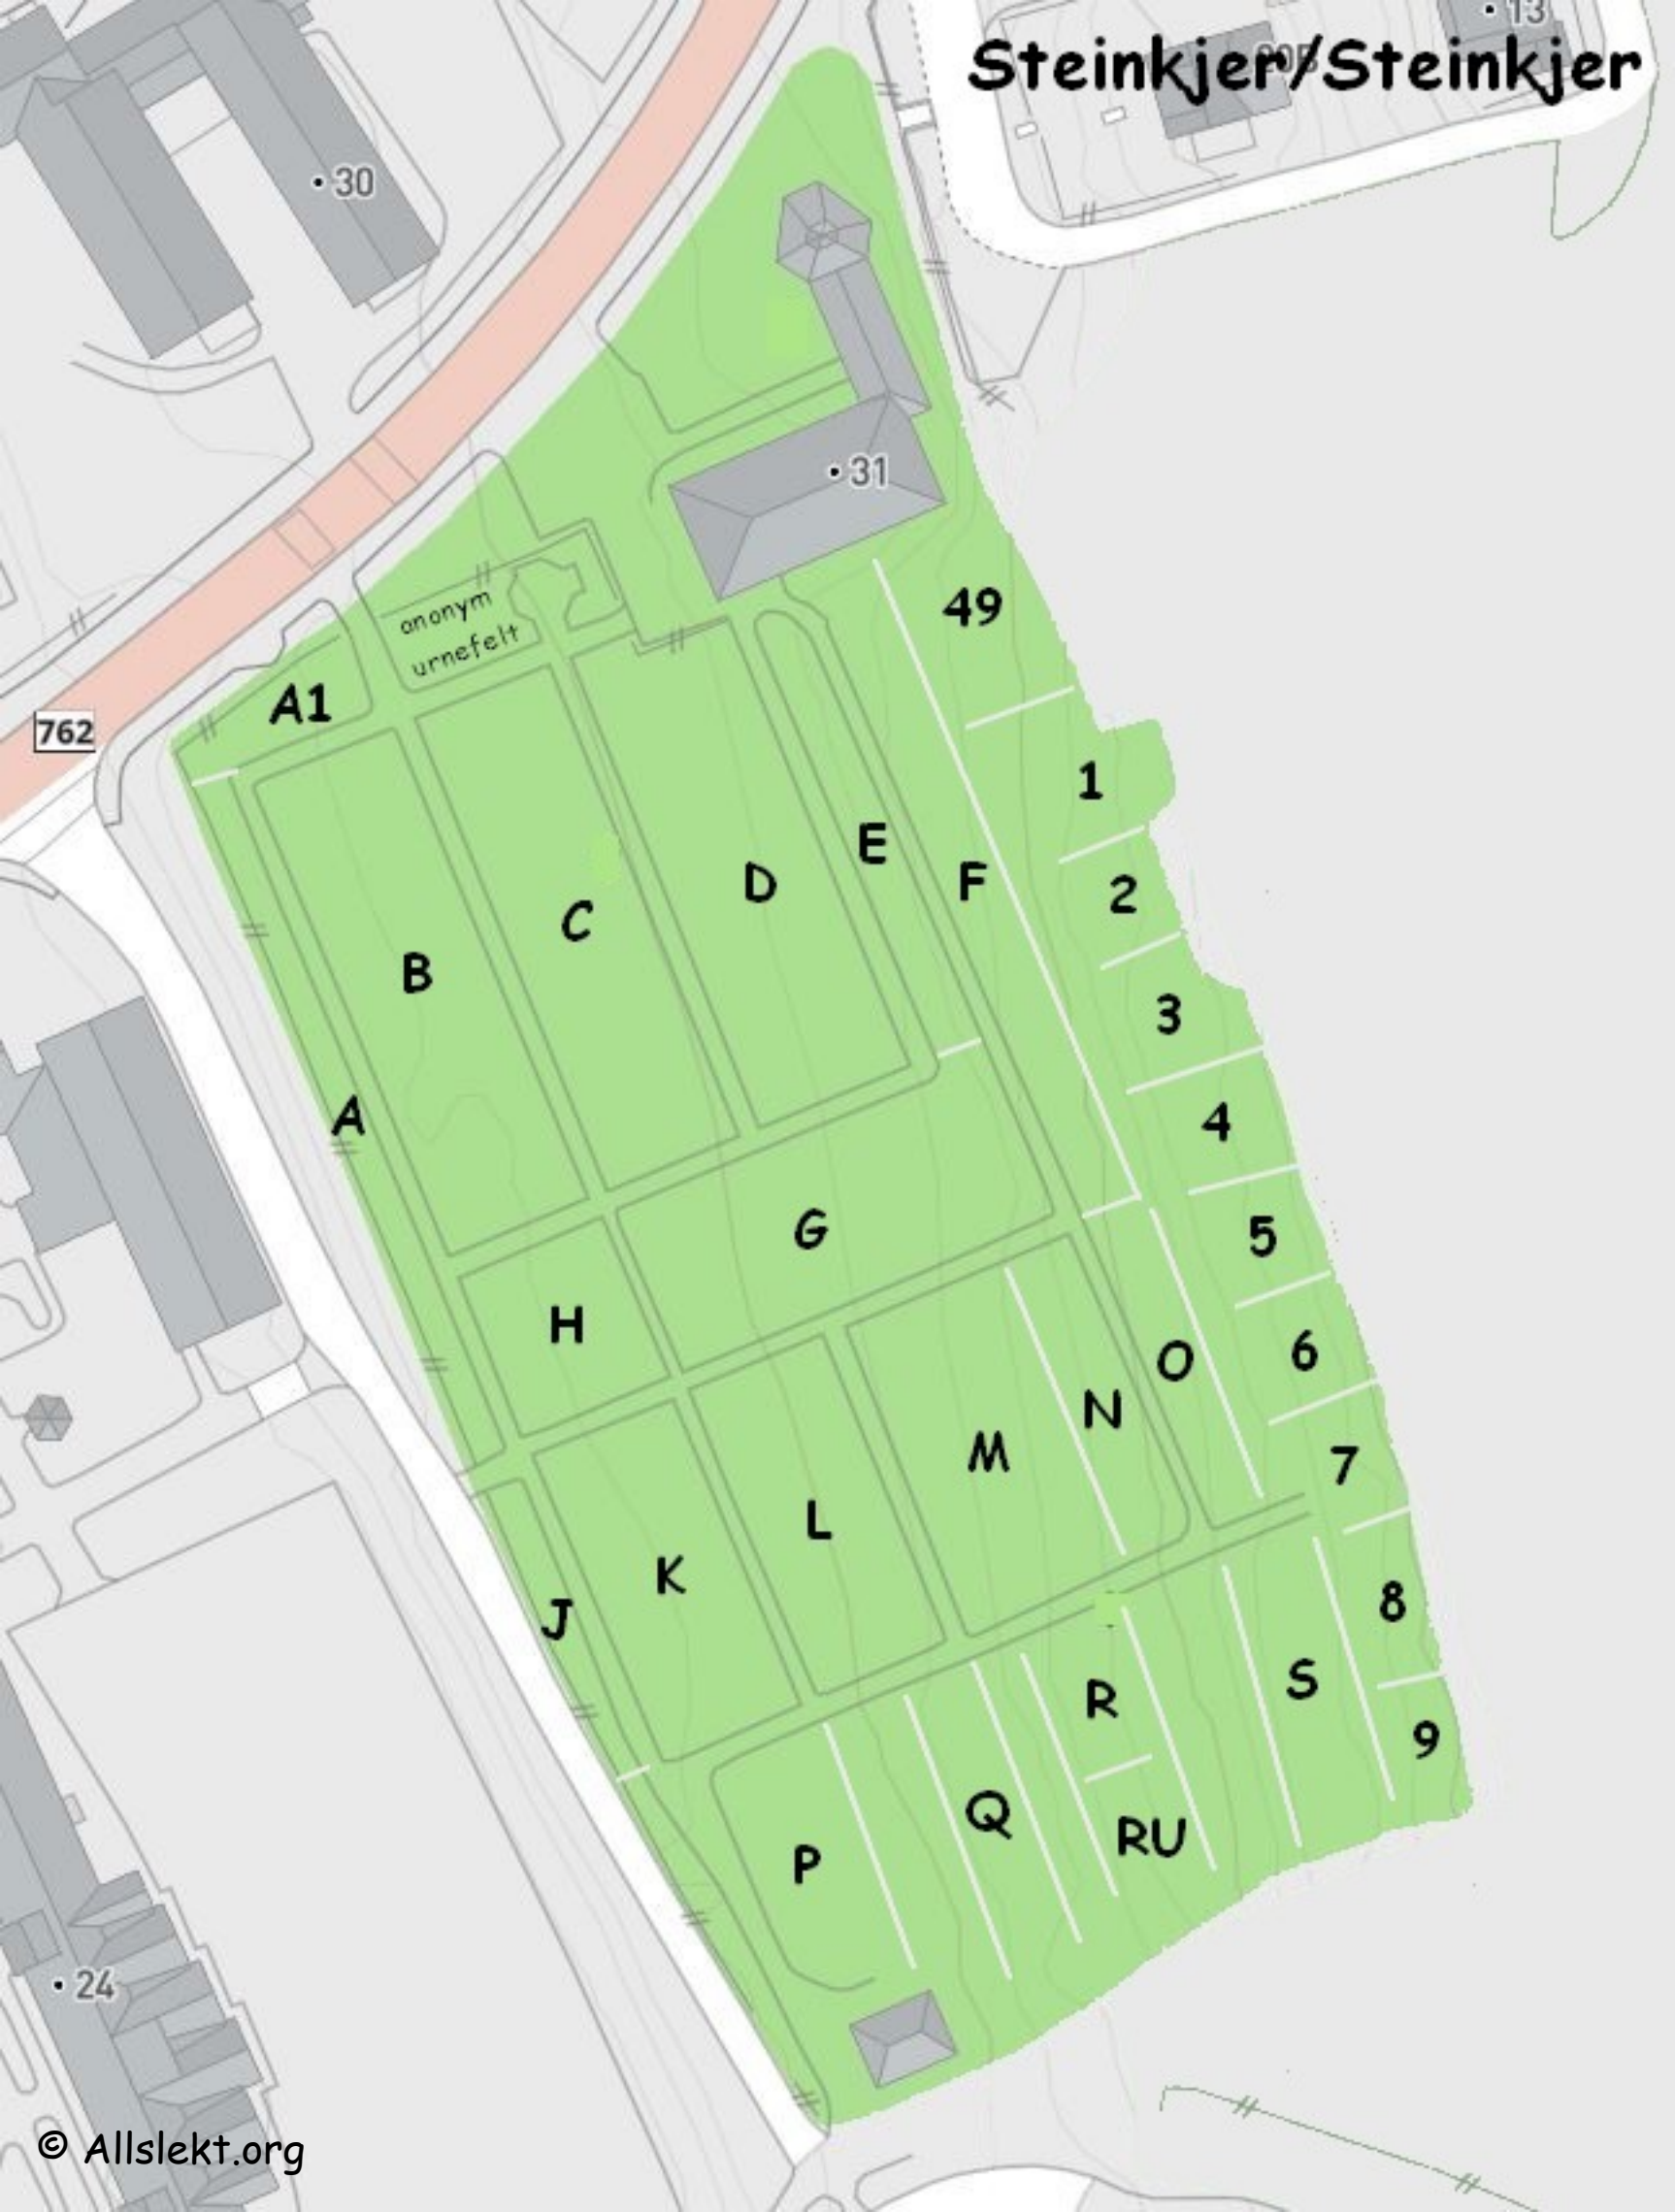 13
Steinkjer/Steinkjer
30
31
anonym
urnefelt
49
A1
762
1
E
D
F
2
C
B
3
A
4
G
5
H
6
O
N
M
7
L
K
8
J
S
R
9
Q
RU
P
24
© Allslekt.org